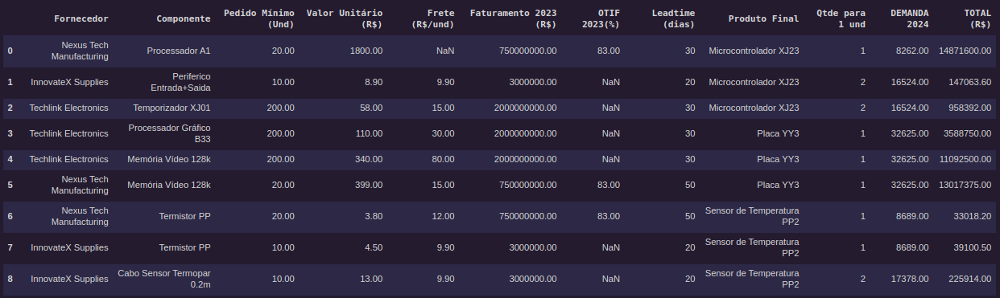 Fornecedor Componente Pedido Mínimo (Und) Valor Unitário (R$) Frete (R$/und) Faturamento 2023 (R$) OTIF 2023(%) Leadtime (dias) Produto Final Qtde para 1 und DEMANDA 2024 TOTAL (R$)
0 Nexus Tech Manufacturing Processador A1 20.00 1800.00 NaN 750000000.00 83.00 30 Microcontrolador XJ23 1 8262.00 14871600.00
1 InnovateX Supplies Periferico Entrada+Saida 10.00 8.90 9.90 3000000.00 NaN 20 Microcontrolador XJ23 2 16524.00 147063.60
2 Techlink Electronics Temporizador XJ01 200.00 58.00 15.00 2000000000.00 NaN 30 Microcontrolador XJ23 2 16524.00 958392.00
3 Techlink Electronics Processador Gráfico B33 200.00 110.00 30.00 2000000000.00 NaN 30 Placa YY3 1 32625.00 3588750.00
4 Techlink Electronics Memória Vídeo 128k 200.00 340.00 80.00 2000000000.00 NaN 30 Placa YY3 1 32625.00 11092500.00
5 Nexus Tech Manufacturing Memória Vídeo 128k 20.00 399.00 15.00 750000000.00 83.00 50 Placa YY3 1 32625.00 13017375.00
6 Nexus Tech Manufacturing Termistor PP 20.00 3.80 12.00 750000000.00 83.00 50 Sensor de Temperatura PP2 1 8689.00 33018.20
7 InnovateX Supplies Termistor PP 10.00 4.50 9.90 3000000.00 NaN 20 Sensor de Temperatura PP2 1 8689.00 39100.50
8 InnovateX Supplies Cabo Sensor Termopar 0.2m 10.00 13.00 9.90 3000000.00 NaN 20 Sensor de Temperatura PP2 2 17378.00 225914.00